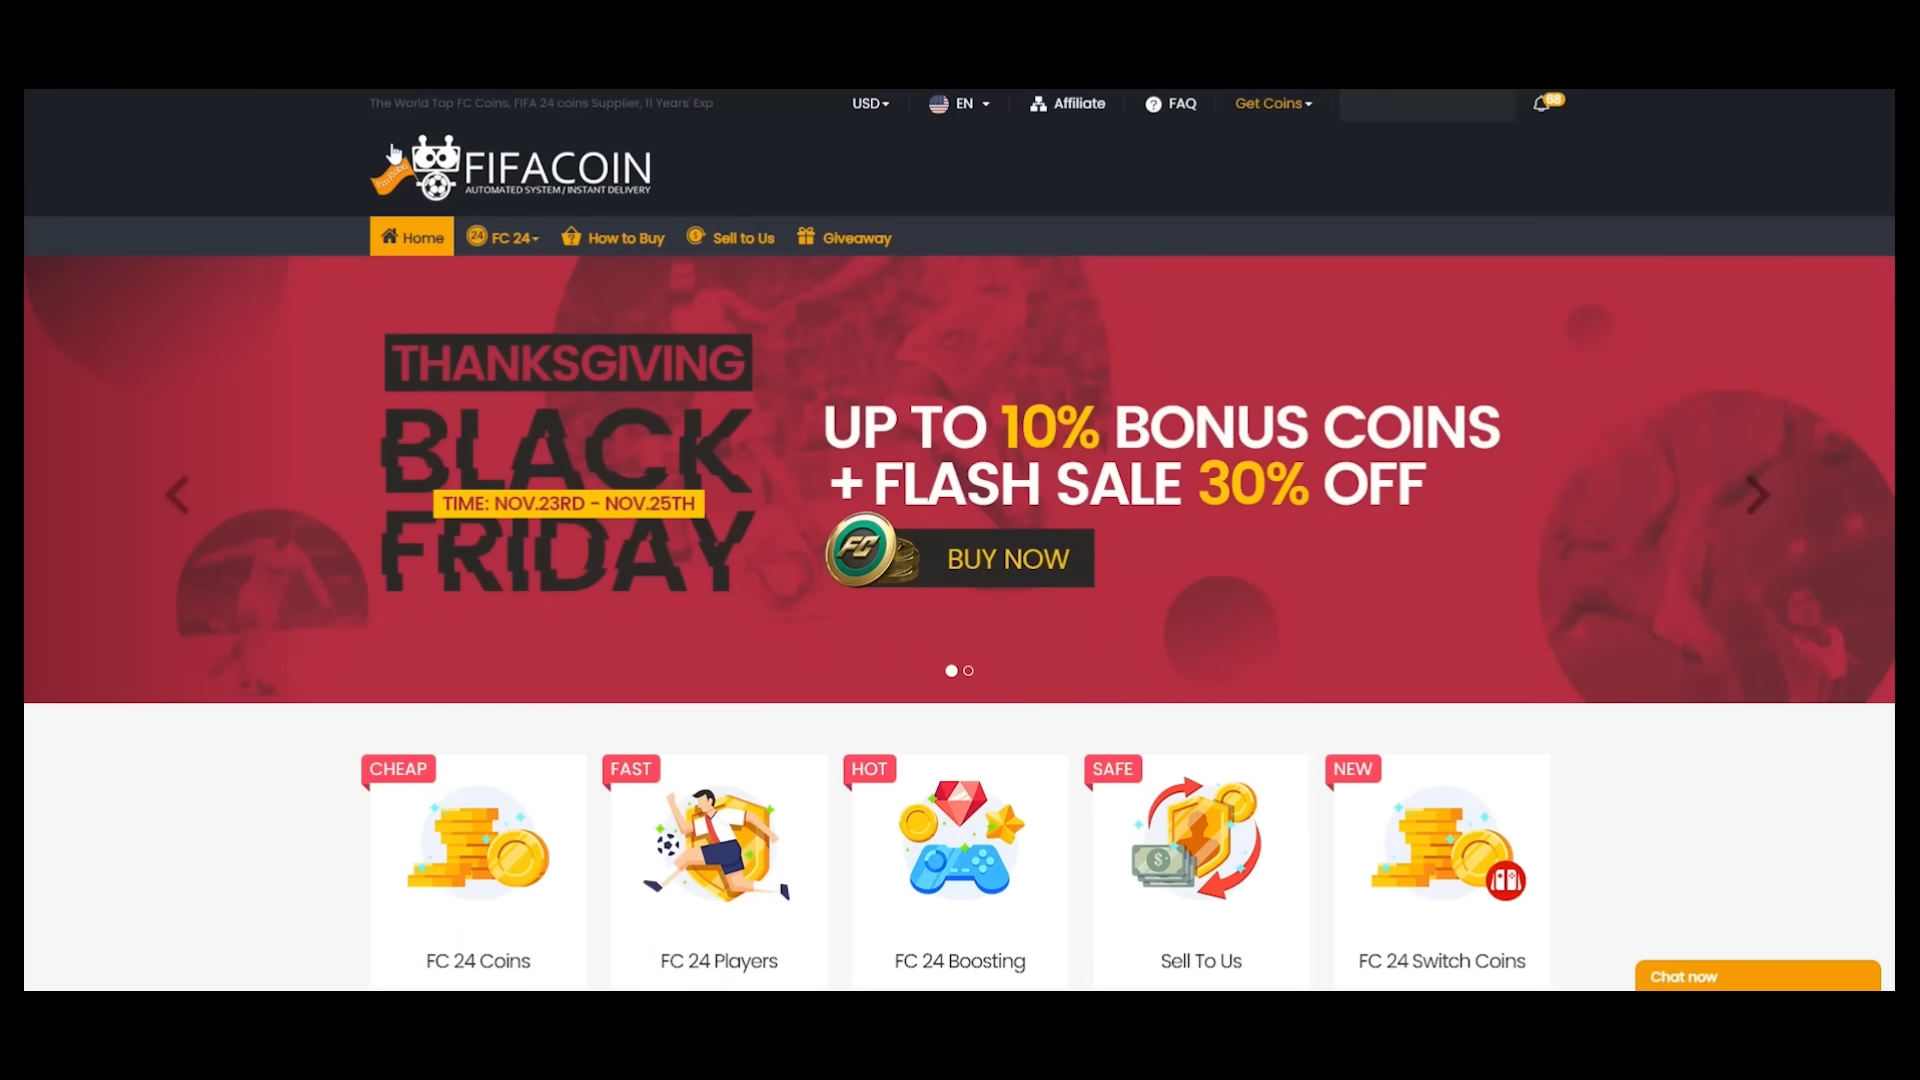 The World Top FC Coins, FIFA 24 coins Supplier, 11 Years' Exp
USD
EN
Affiliate
FAQ
Get Coins
68
FIFACOIN
AUTOMATED SYSTEM / INSTANT DELIVERY
Home
24
FC 24
How to Buy
Sell to Us
Giveaway
THANKSGIVING
BLACK
TIME: NOV.23RD - NOV.25TH
FRIDAY
UP TO 10% BONUS COINS
+ FLASH SALE 30% OFF
FC
BUY NOW
CHEAP
FAST
HOT
SAFE
NEW
FC 24 Coins
FC 24 Players
FC 24 Boosting
Sell To Us
FC 24 Switch Coins
Chat now